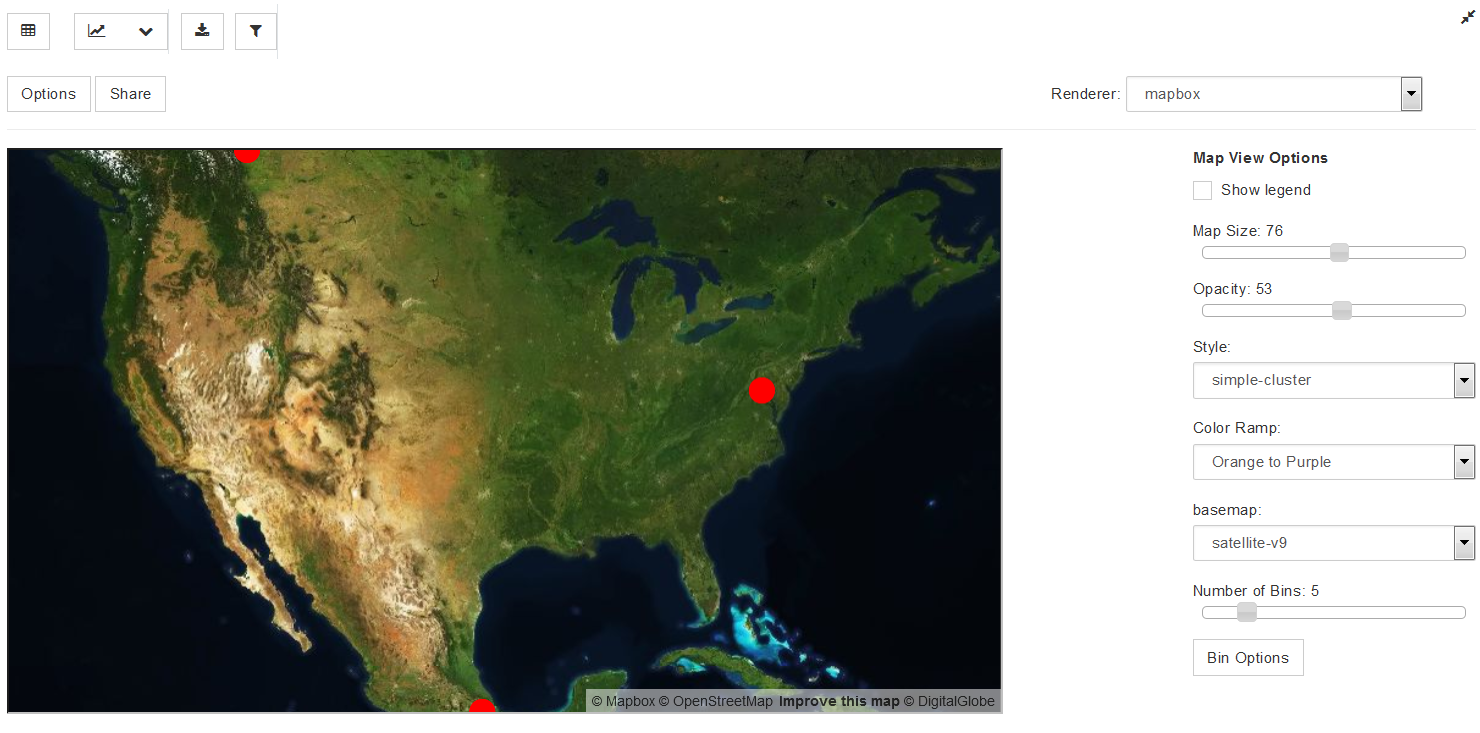 Options Share Renderer: mapbox
Map View Options
Show legend
Map Size: 76
Opacity: 53
Style:
simple-cluster
Color Ramp:
Orange to Purple
basemap:
satellite-v9
Number of Bins: 5
Bin Options
© Mapbox © OpenStreetMap Improve this map © DigitalGlobe